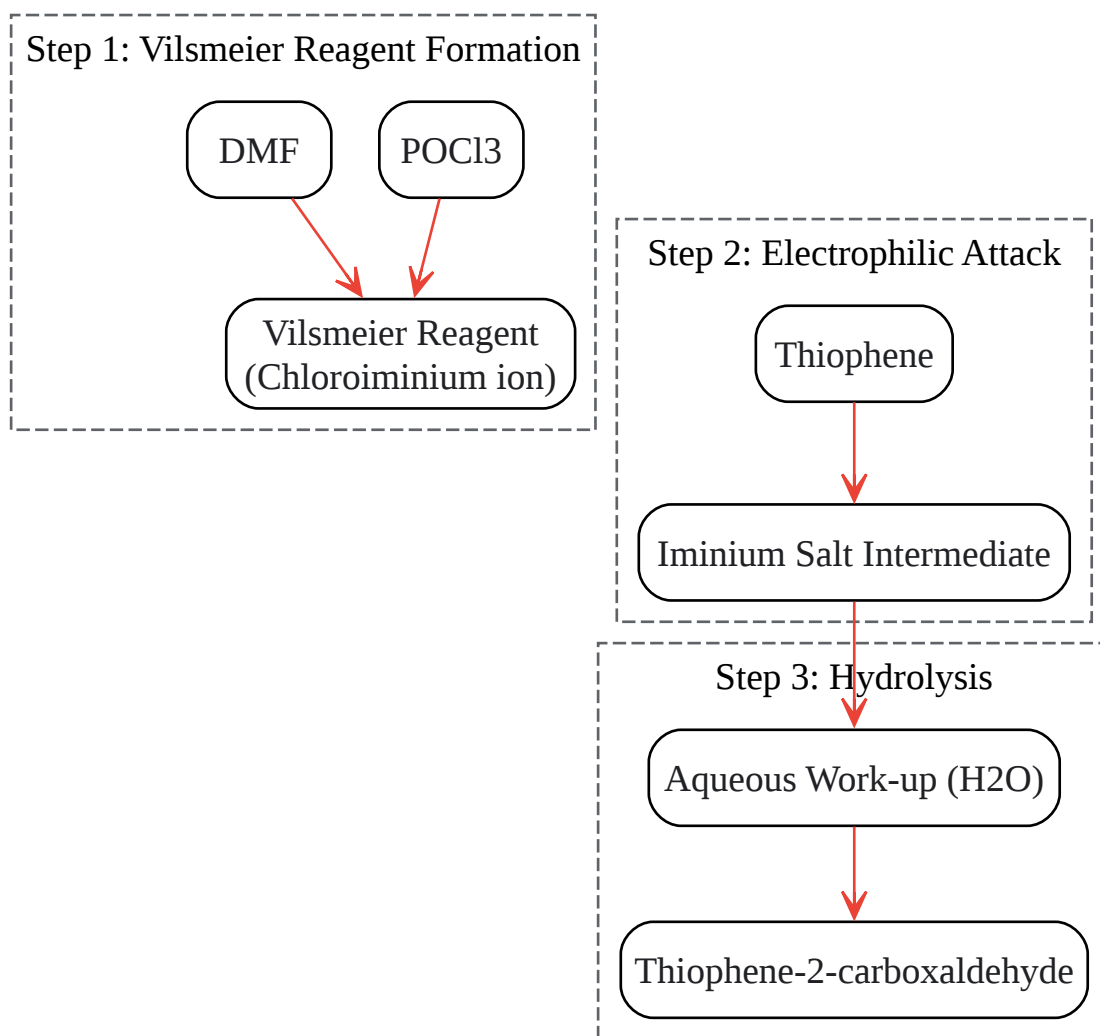 Step 1: Vilsmeier Reagent Formation
DMF
POCl3
Vilsmeier Reagent
(Chloroiminium ion)
Step 2: Electrophilic Attack
Thiophene
Iminium Salt Intermediate
Step 3: Hydrolysis
Aqueous Work-up (H2O)
Thiophene-2-carboxaldehyde